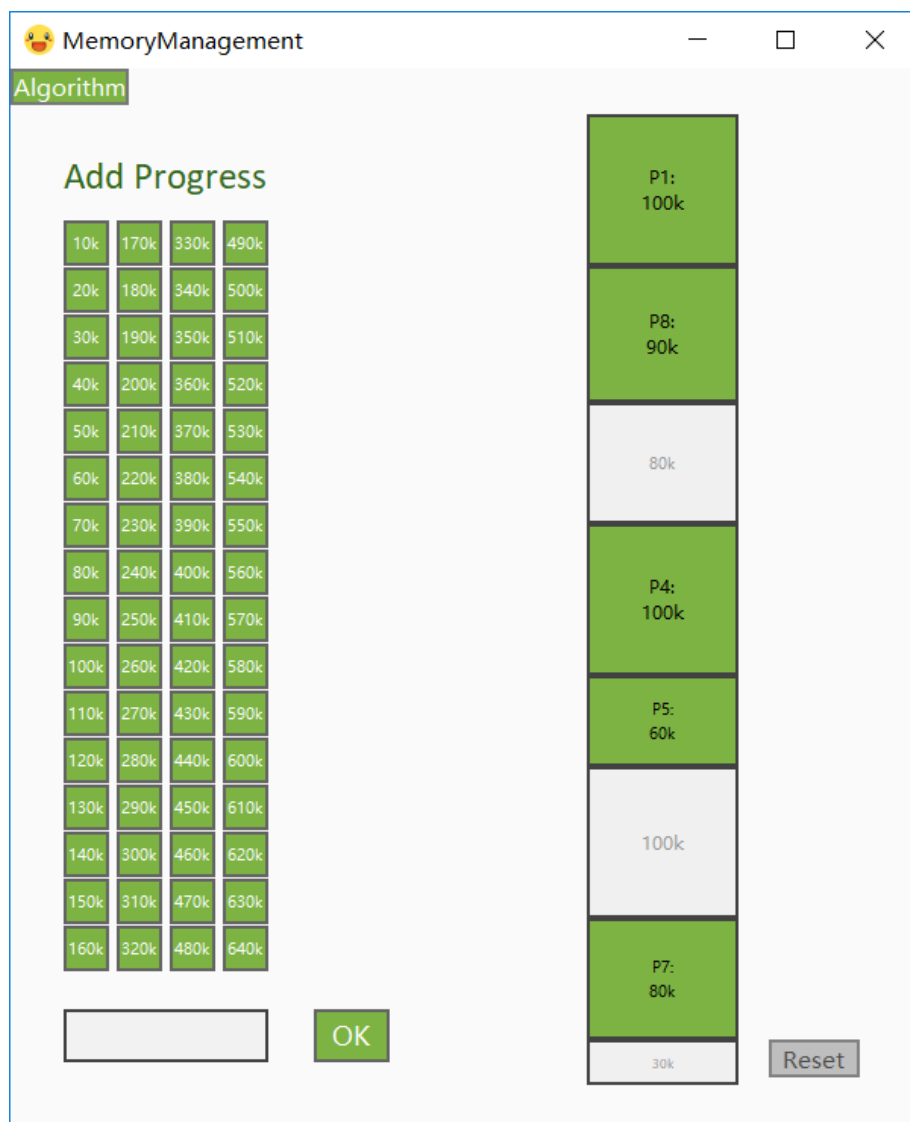 MemoryManagement
Algorithm
Add Progress
10k 170k 330k 490k
20k 180k 340k 500k
30k 190k 350k 510k
40k 200k 360k 520k
50k 210k 370k 530k
60k 220k 380k 540k
70k 230k 390k 550k
80k 240k 400k 560k
90k 250k 410k 570k
100k 260k 420k 580k
110k 270k 430k 590k
120k 280k 440k 600k
130k 290k 450k 610k
140k 300k 460k 620k
150k 310k 470k 630k
160k 320k 480k 640k
OK
P1:
100k
P8:
90k
80k
P4:
100k
P5:
60k
100k
P7:
80k
30k
Reset